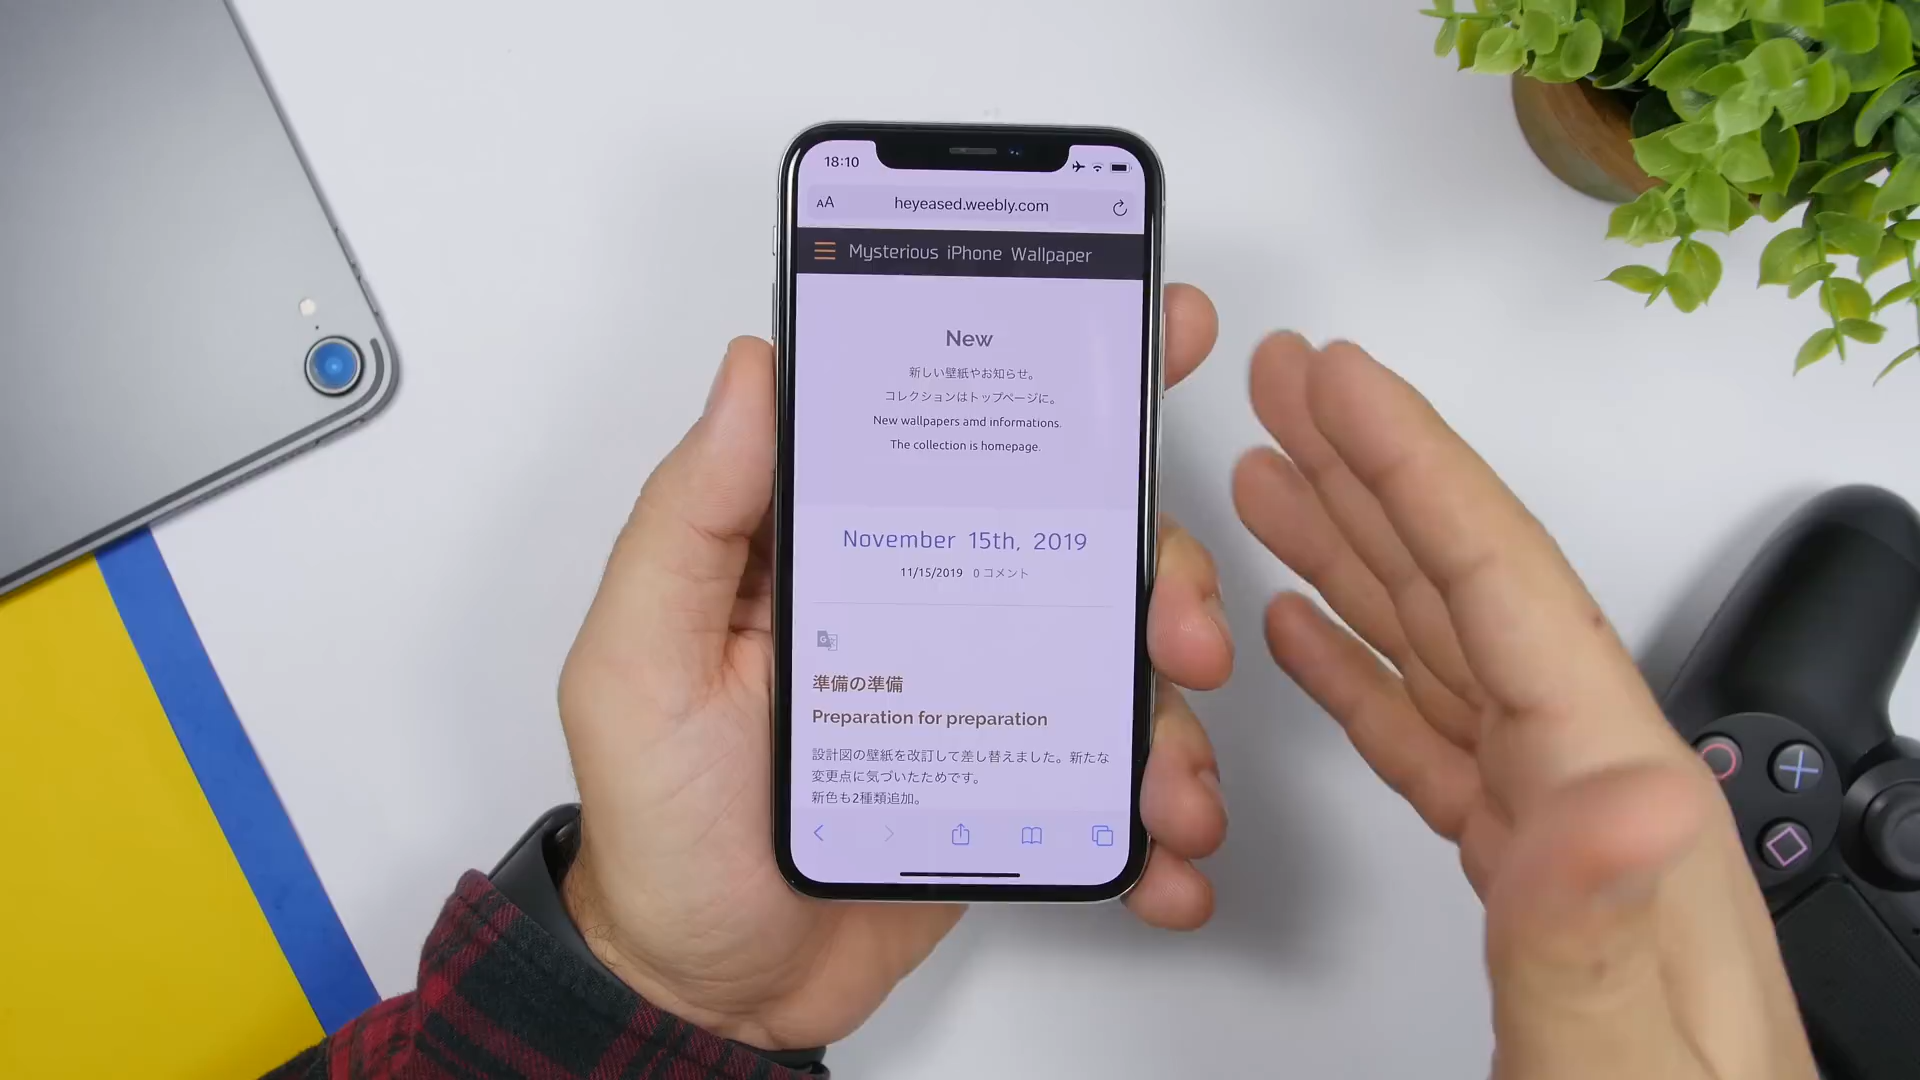 18:10
AA heyeased.weebly.com
Mysterious iPhone Wallpaper
New
新しい壁紙やお知らせ。
コレクションはトップページに。
New wallpapers amd informations.
The collection is homepage.
November 15th, 2019
11/15/2019 0 コメント
準備の準備
Preparation for preparation
設計図の壁紙を改訂して差し替えました。新たな
変更点に気づいたためです。
新色も2種類追加。